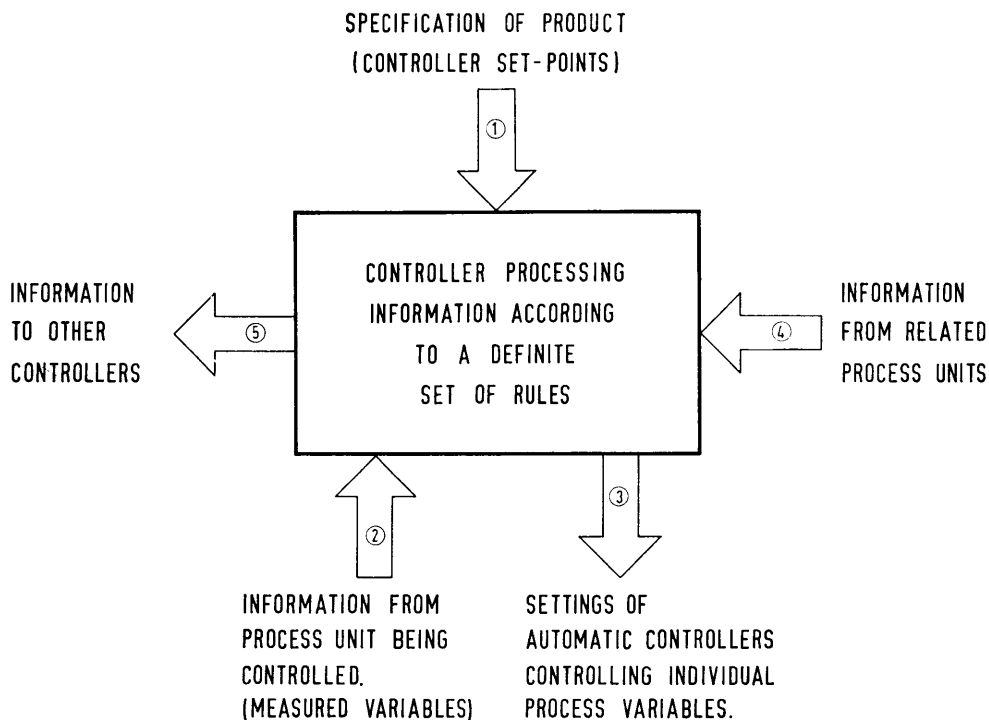 SPECIFICATION OF PRODUCT
(CONTROLLER SET-POINTS)
①
CONTROLLER PROCESSING
INFORMATION ACCORDING
TO A DEFINITE
SET OF RULES
INFORMATION
TO OTHER
CONTROLLERS
⑤
④
INFORMATION
FROM RELATED
PROCESS UNITS
②
③
INFORMATION FROM
PROCESS UNIT BEING
CONTROLLED.
(MEASURED VARIABLES)
SETTINGS OF
AUTOMATIC CONTROLLERS
CONTROLLING INDIVIDUAL
PROCESS VARIABLES.